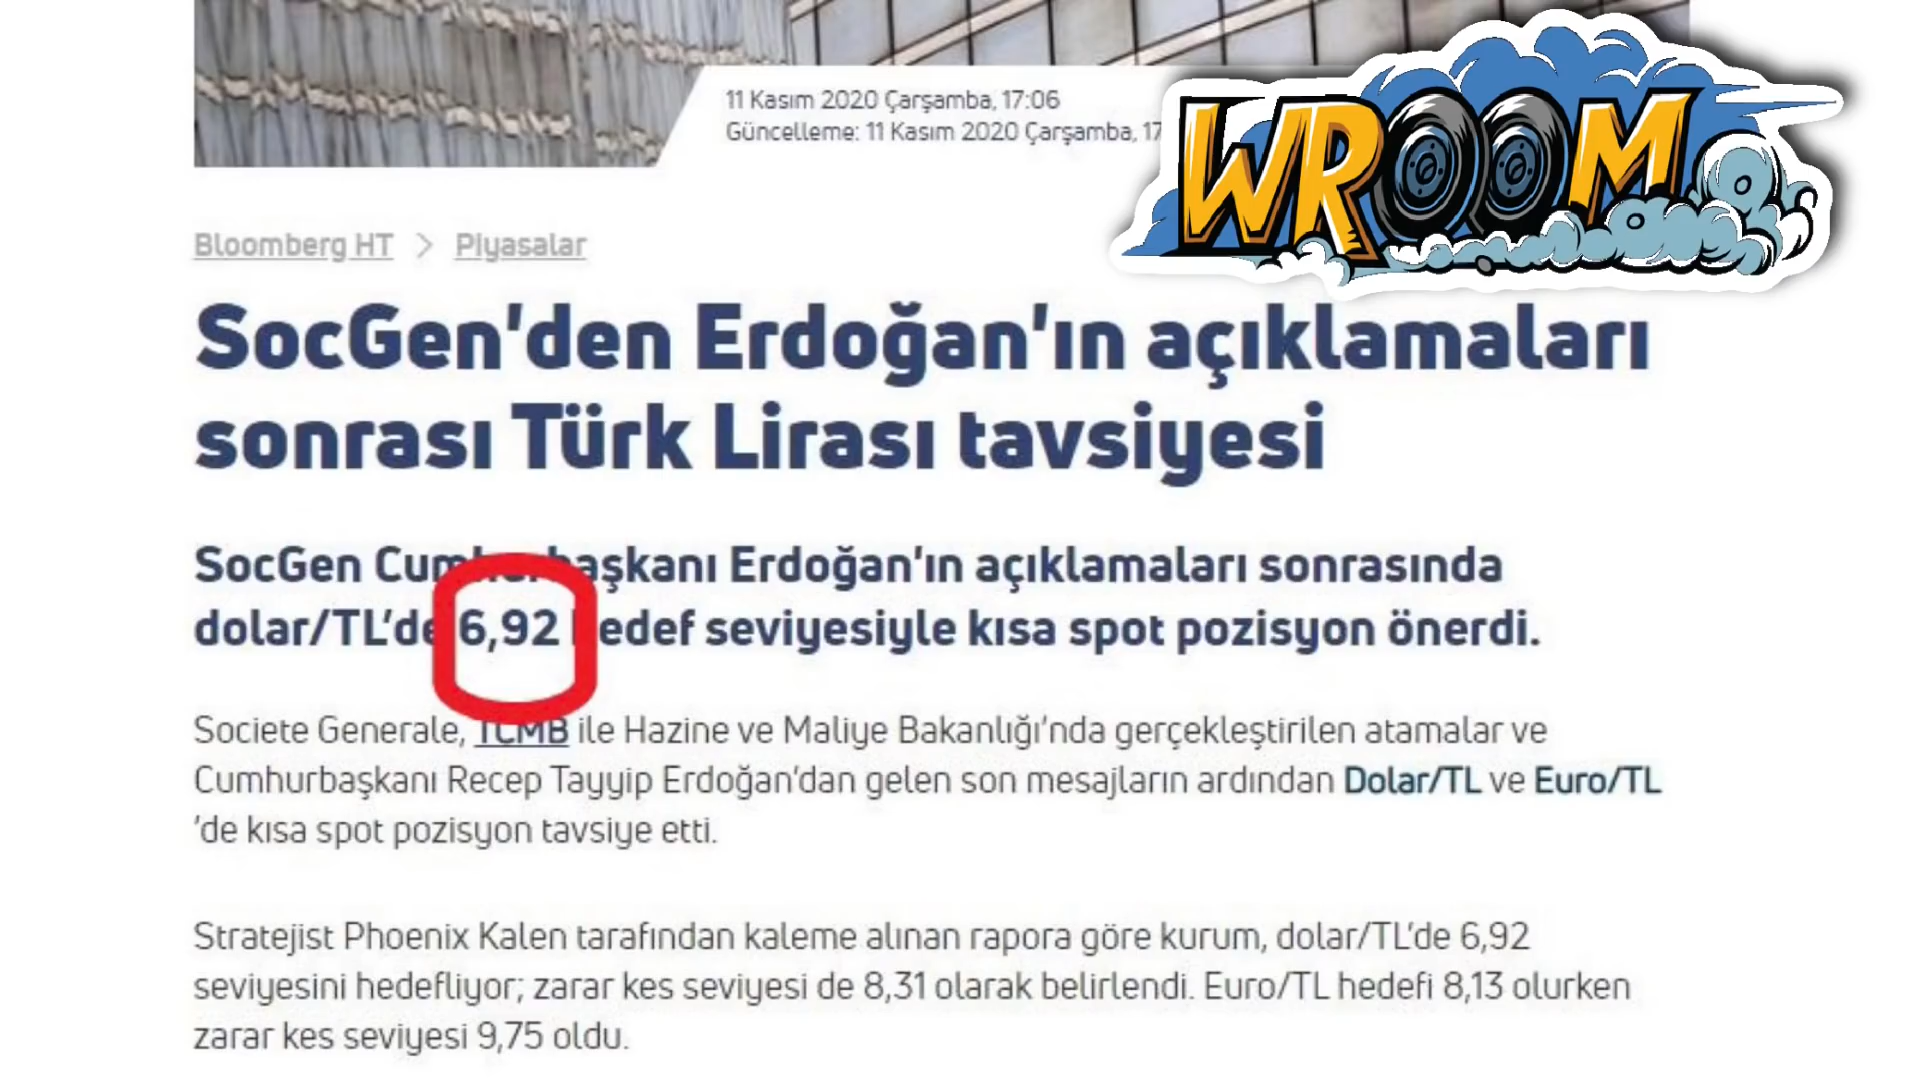 11 Kasım 2020 Çarşamba, 17:06
Güncelleme: 11 Kasım 2020 Çarşamba, 17
WROOM
Bloomberg HT > Piyasalar
SocGen'den Erdoğan'ın açıklamaları
sonrası Türk Lirası tavsiyesi
SocGen Cumhurbaşkanı Erdoğan'ın açıklamaları sonrasında
dolar/TL'de 6,92 hedef seviyesiyle kısa spot pozisyon önerdi.
Societe Generale, TCMB ile Hazine ve Maliye Bakanlığı'nda gerçekleştirilen atamalar ve
Cumhurbaşkanı Recep Tayyip Erdoğan'dan gelen son mesajların ardından Dolar/TL ve Euro/TL
'de kısa spot pozisyon tavsiye etti.
Stratejist Phoenix Kalen tarafından kaleme alınan rapora göre kurum, dolar/TL'de 6,92
seviyesini hedefliyor; zarar kes seviyesi de 8,31 olarak belirlendi. Euro/TL hedefi 8,13 olurken
zarar kes seviyesi 9,75 oldu.